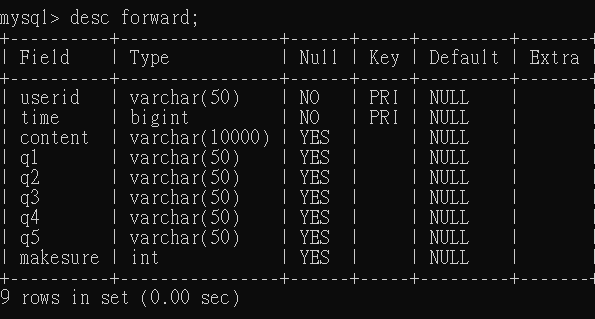 mysql> desc forward;
+----------+----------------+------+-----+---------+-------+
| Field    | Type           | Null | Key | Default | Extra |
+----------+----------------+------+-----+---------+-------+
| userid   | varchar(50)    | NO   | PRI | NULL    |       |
| time     | bigint         | NO   | PRI | NULL    |       |
| content  | varchar(10000) | YES  |     | NULL    |       |
| q1       | varchar(50)    | YES  |     | NULL    |       |
| q2       | varchar(50)    | YES  |     | NULL    |       |
| q3       | varchar(50)    | YES  |     | NULL    |       |
| q4       | varchar(50)    | YES  |     | NULL    |       |
| q5       | varchar(50)    | YES  |     | NULL    |       |
| makesure | int            | YES  |     | NULL    |       |
+----------+----------------+------+-----+---------+-------+
9 rows in set (0.00 sec)